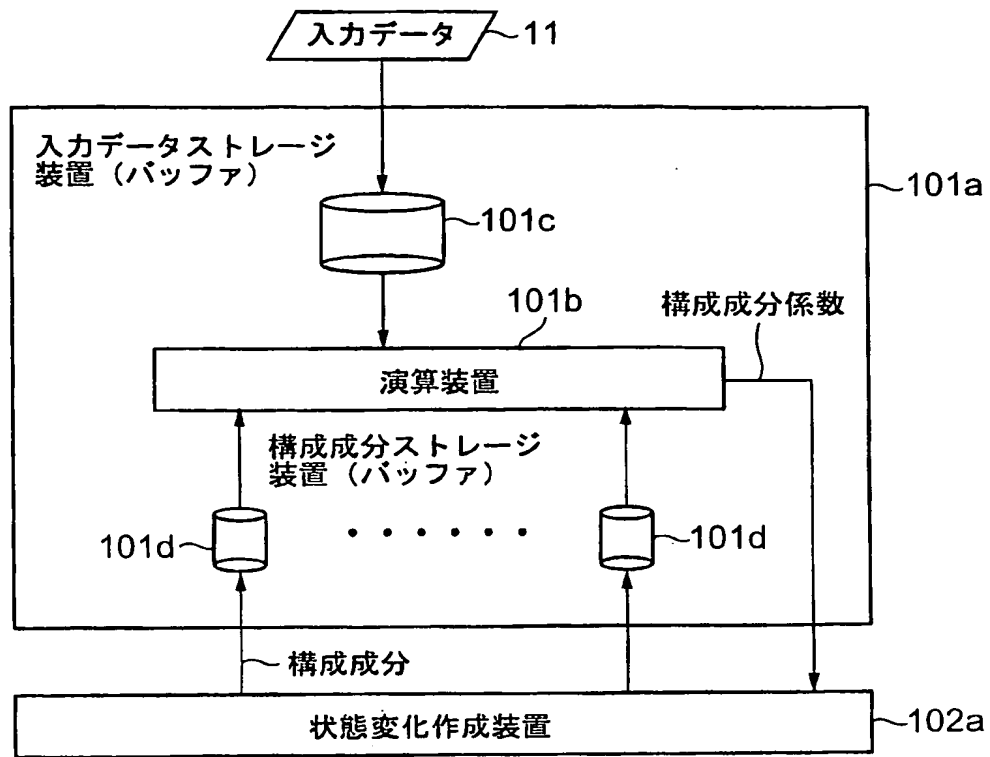 入力データ
11
入力データストレージ
装置（バッファ）
101a
101c
101b
構成成分係数
演算装置
構成成分ストレージ
装置（バッファ）
101d
101d
構成成分
状態変化作成装置
102a